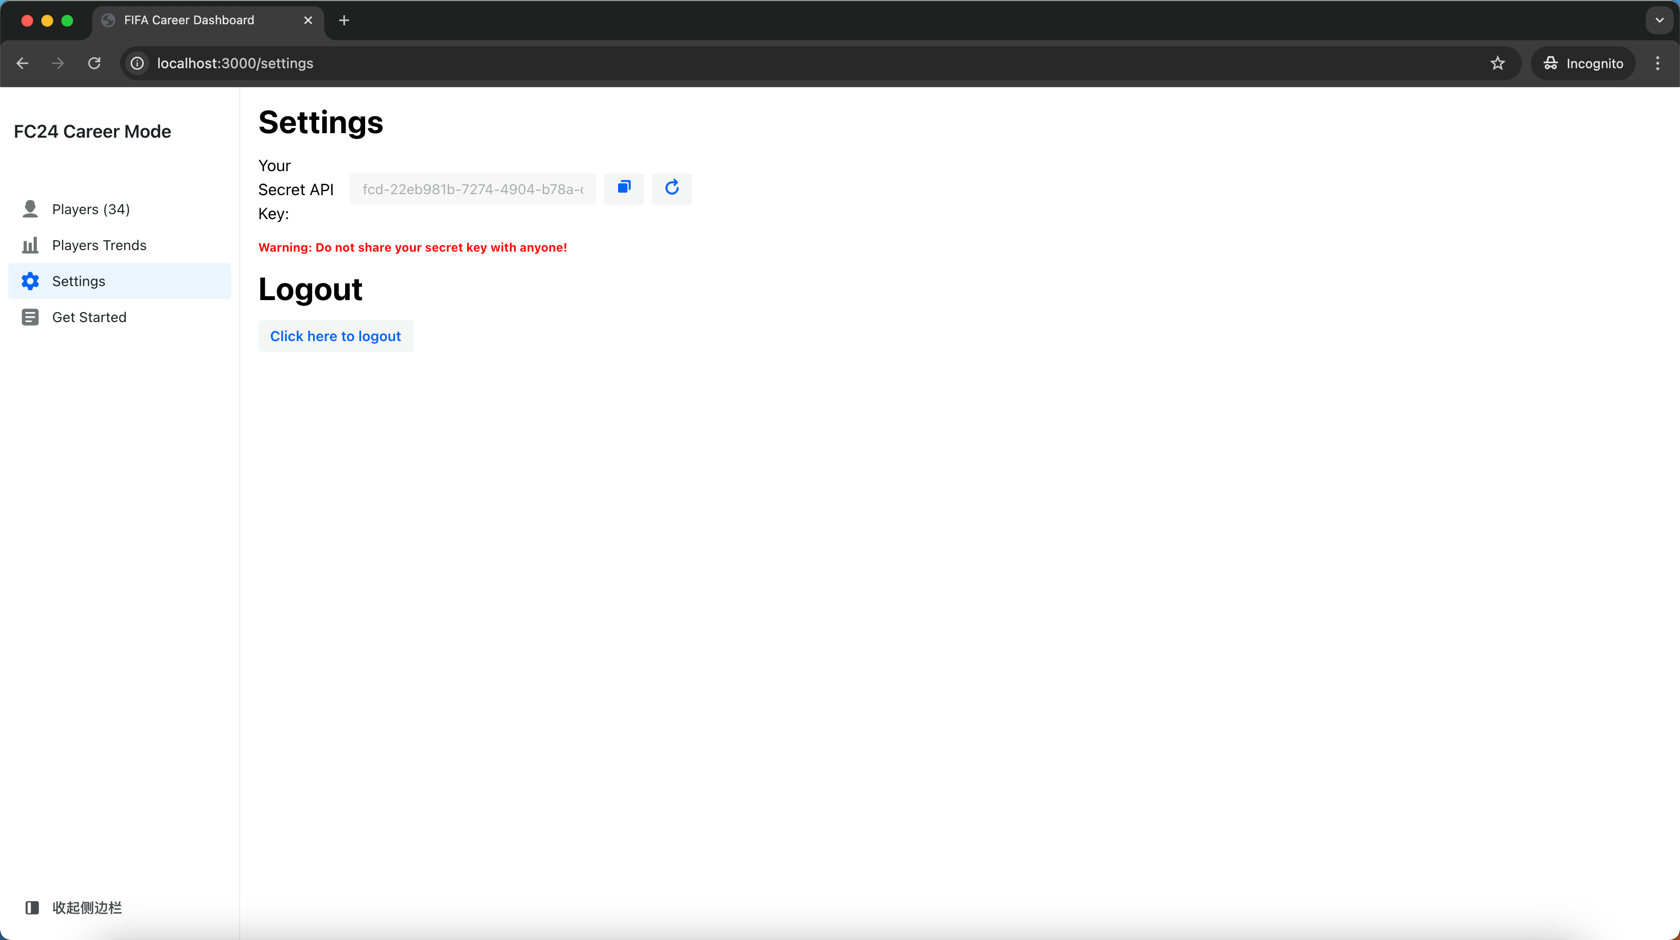 FIFA Career Dashboard
localhost:3000/settings
Incognito
FC24 Career Mode
Players (34)
Players Trends
Settings
Get Started
收起侧边栏
Settings
Your
Secret API
Key:
fcd-22eb981b-7274-4904-b78a-
Warning: Do not share your secret key with anyone!
Logout
Click here to logout